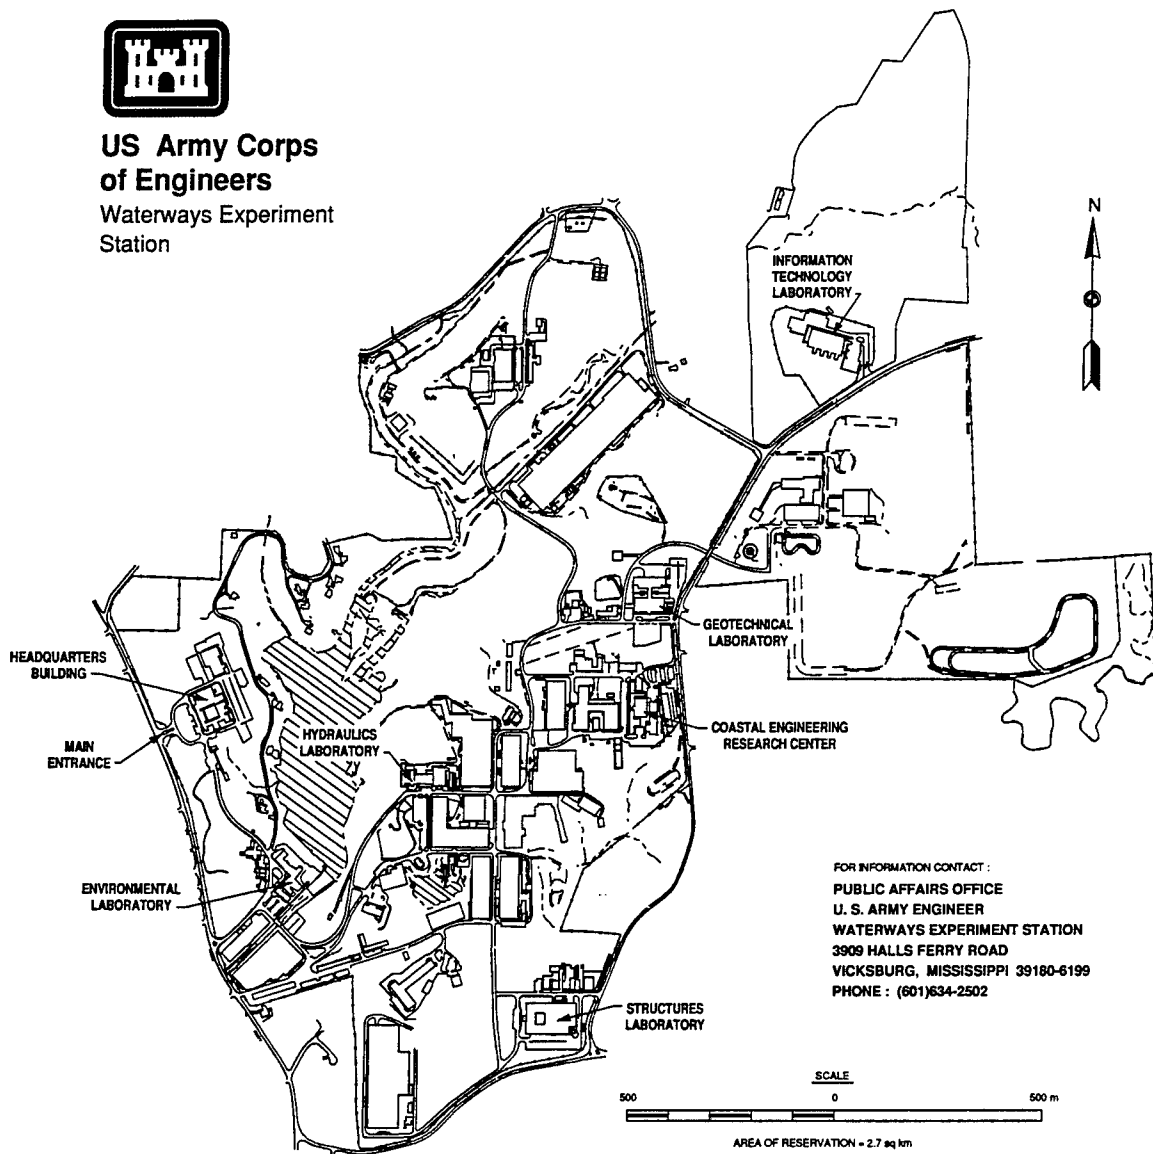 US Army Corps
of Engineers
Waterways Experiment
Station
N
INFORMATION
TECHNOLOGY
LABORATORY
GEOTECHNICAL
LABORATORY
HEADQUARTERS
BUILDING
MAIN
ENTRANCE
HYDRAULICS
LABORATORY
COASTAL ENGINEERING
RESEARCH CENTER
ENVIRONMENTAL
LABORATORY
STRUCTURES
LABORATORY
FOR INFORMATION CONTACT :
PUBLIC AFFAIRS OFFICE
U. S. ARMY ENGINEER
WATERWAYS EXPERIMENT STATION
3909 HALLS FERRY ROAD
VICKSBURG, MISSISSIPPI 39180-6199
PHONE : (601)634-2502
SCALE
500 0 500 m
AREA OF RESERVATION = 2.7 sq km